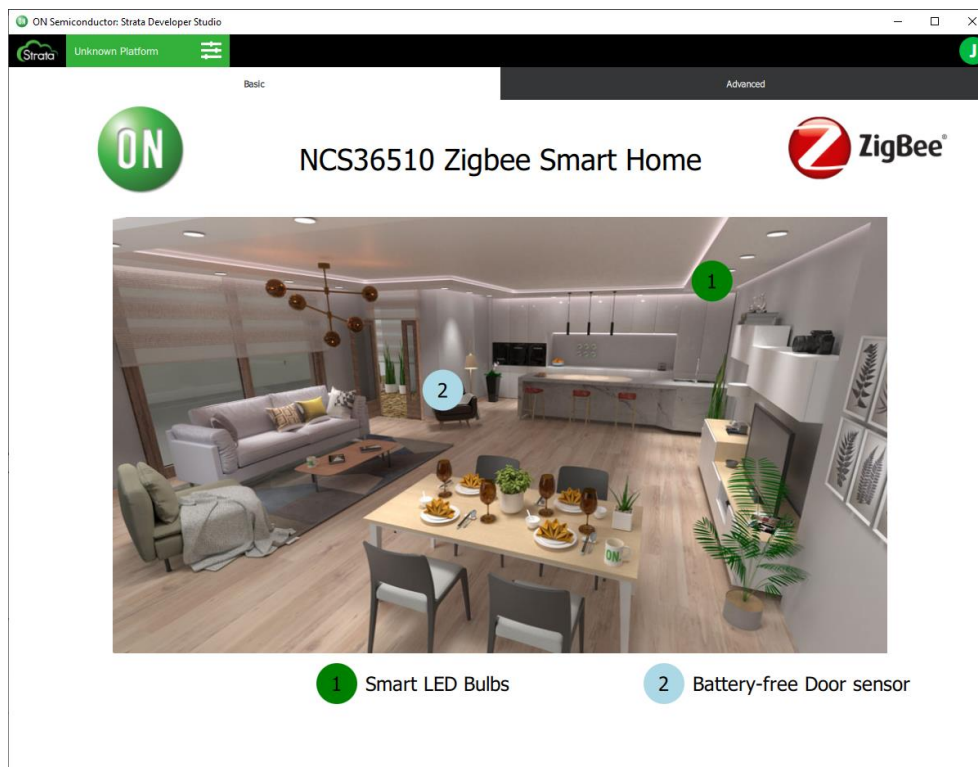 ON Semiconductor: Strata Developer Studio
Strata
Unknown Platform
J
Basic
Advanced
ON
NCS36510 Zigbee Smart Home
ZigBee®
1
2
ON
1 Smart LED Bulbs
2 Battery-free Door sensor